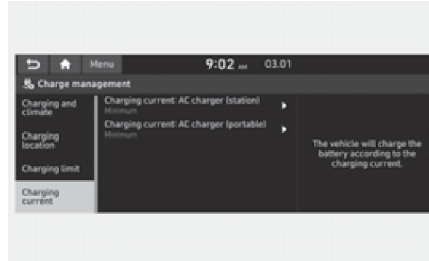 Menu
9:02 AM
03.01
Charge management
Charging and
climate
Charging
location
Charging limit
Charging
current
Charging current: AC charger (station)
Minimum
Charging current: AC charger (portable)
Minimum
The vehicle will charge the
battery according to the
charging current.